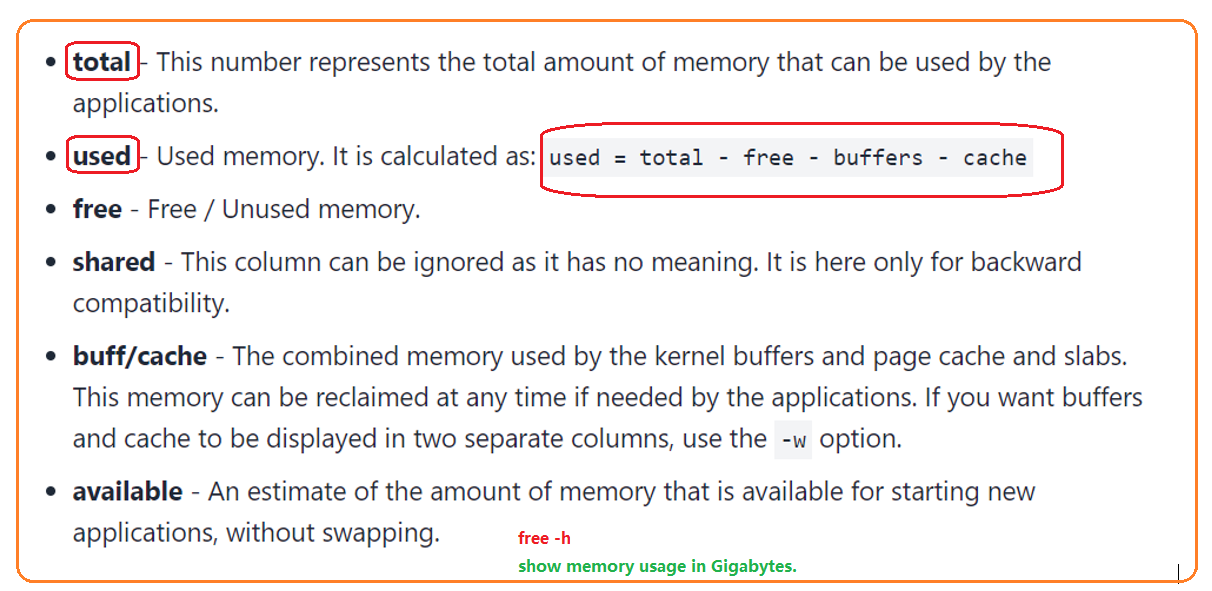 • total - This number represents the total amount of memory that can be used by the
applications.
• used - Used memory. It is calculated as: used = total - free - buffers - cache
• free - Free / Unused memory.
• shared - This column can be ignored as it has no meaning. It is here only for backward
compatibility.
• buff/cache - The combined memory used by the kernel buffers and page cache and slabs.
This memory can be reclaimed at any time if needed by the applications. If you want buffers
and cache to be displayed in two separate columns, use the -w option.
• available - An estimate of the amount of memory that is available for starting new
applications, without swapping.
free -h
show memory usage in Gigabytes.